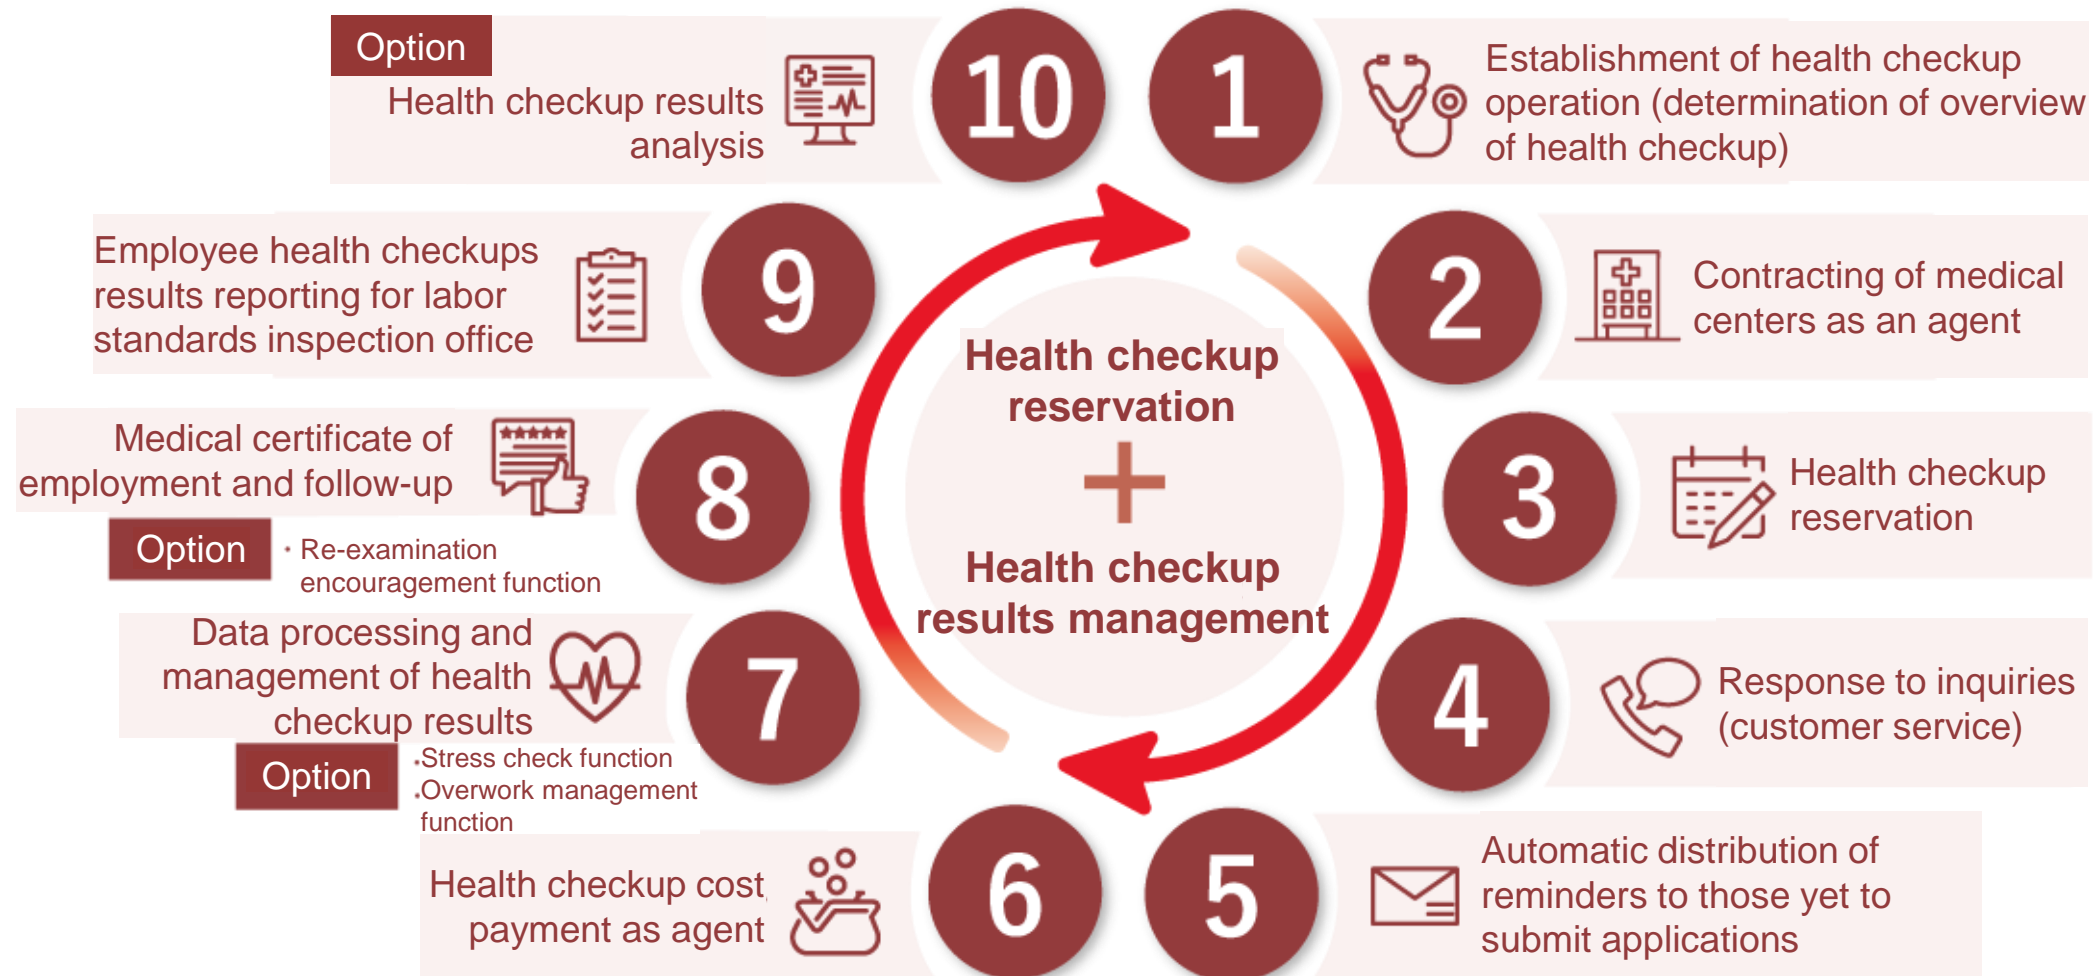 1
Establishment of health checkup
operation (determination of overview
of health checkup)
2
Contracting of medical
centers as an agent
3
Health checkup
reservation
4
Response to inquiries
(customer service)
5
Automatic distribution of
reminders to those yet to
submit applications
6
Health checkup cost
payment as agent
7
Data processing and
management of health
checkup results
Option
・Stress check function
・Overwork management
function
8
Medical certificate of
employment and follow-up
Option
・Re-examination
encouragement function
9
Employee health checkups
results reporting for labor
standards inspection office
10
Option
Health checkup results
analysis
Health checkup
reservation
+
Health checkup
results management